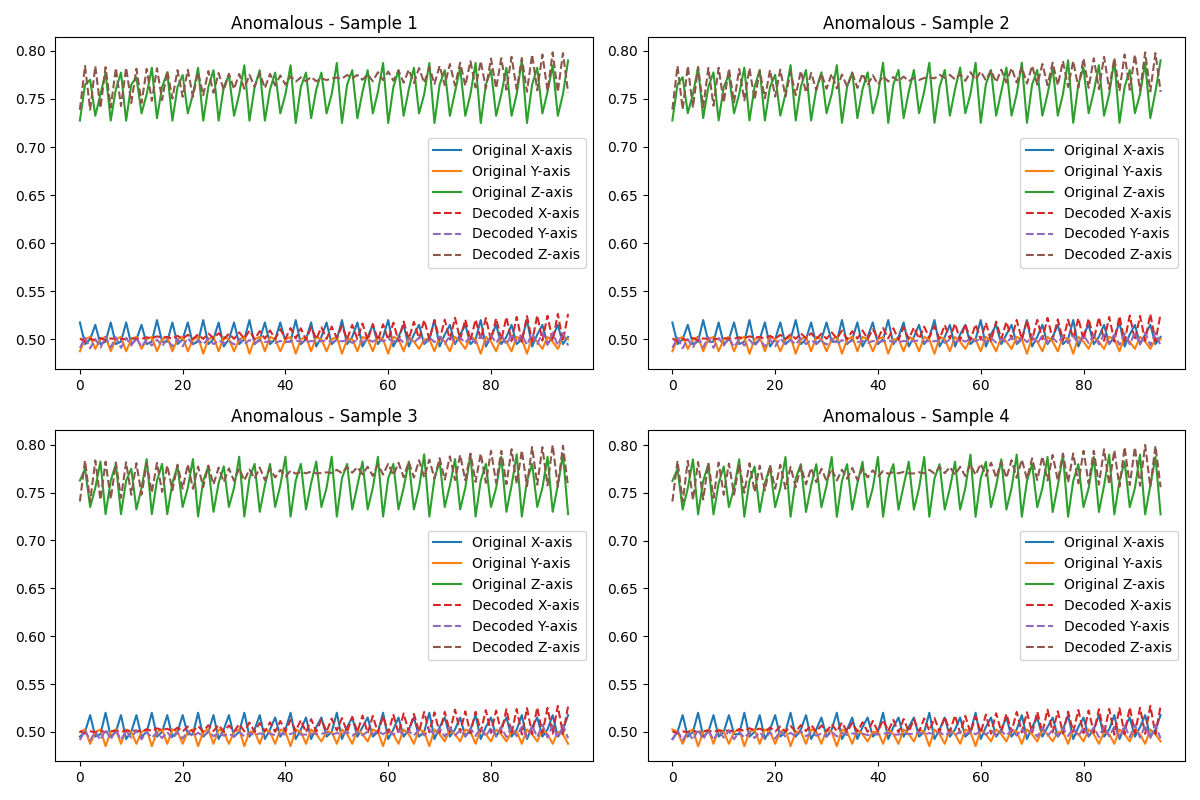 Anomalous - Sample 1
0.80
0.75
0.70
0.65
0.60
0.55
0.50
0 20 40 60 80
Original X-axis
Original Y-axis
Original Z-axis
Decoded X-axis
Decoded Y-axis
Decoded Z-axis
Anomalous - Sample 2
0.80
0.75
0.70
0.65
0.60
0.55
0.50
0 20 40 60 80
Original X-axis
Original Y-axis
Original Z-axis
Decoded X-axis
Decoded Y-axis
Decoded Z-axis
Anomalous - Sample 3
0.80
0.75
0.70
0.65
0.60
0.55
0.50
0 20 40 60 80
Original X-axis
Original Y-axis
Original Z-axis
Decoded X-axis
Decoded Y-axis
Decoded Z-axis
Anomalous - Sample 4
0.80
0.75
0.70
0.65
0.60
0.55
0.50
0 20 40 60 80
Original X-axis
Original Y-axis
Original Z-axis
Decoded X-axis
Decoded Y-axis
Decoded Z-axis